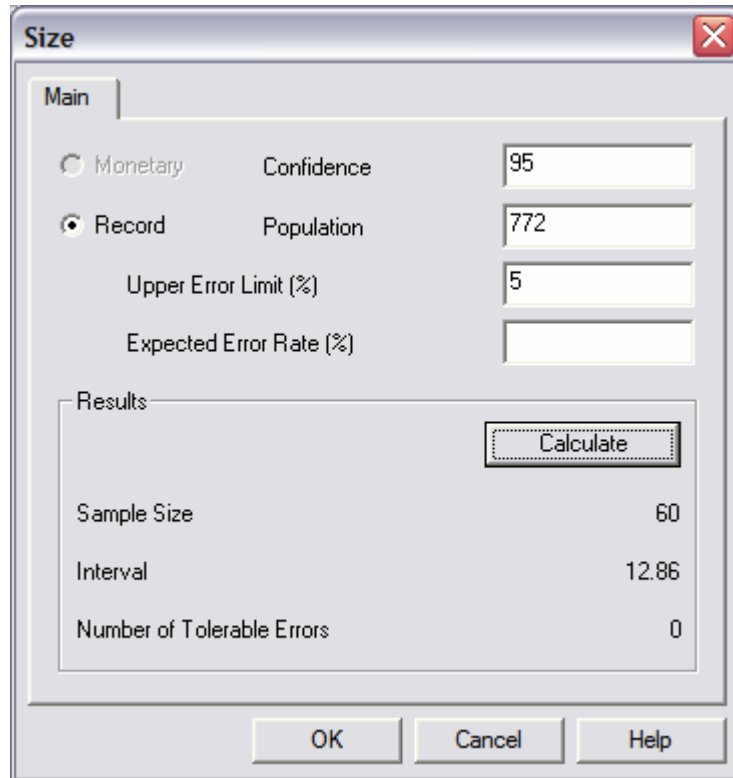 Size
Main
Monetary Confidence 95
Record Population 772
Upper Error Limit (%) 5
Expected Error Rate (%)
Results
Calculate
Sample Size 60
Interval 12.86
Number of Tolerable Errors 0
OK Cancel Help